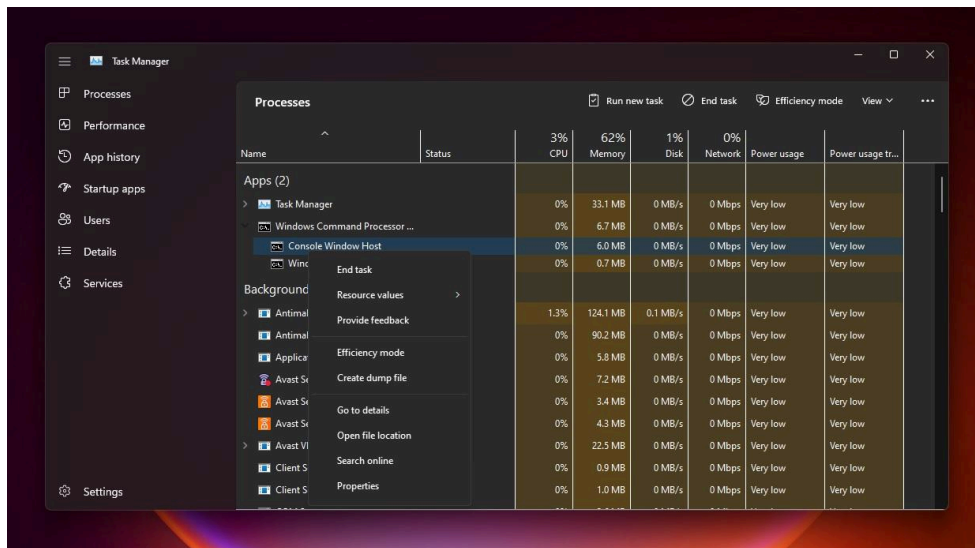 Task Manager
Processes
Performance
App history
Startup apps
Users
Details
Services
Settings
Processes
Run new task
End task
Efficiency mode
View
3% 62% 1% 0%
Name Status CPU Memory Disk Network Power usage Power usage tr...
Apps (2)
Task Manager 0% 33.1 MB 0 MB/s 0 Mbps Very low Very low
Windows Command Processor ... 0% 6.7 MB 0 MB/s 0 Mbps Very low Very low
Console Window Host 0% 6.0 MB 0 MB/s 0 Mbps Very low Very low
Winc 0% 0.7 MB 0 MB/s 0 Mbps Very low Very low
Background
Antimal 1.3% 124.1 MB 0.1 MB/s 0 Mbps Very low Very low
Antimal 0% 90.2 MB 0 MB/s 0 Mbps Very low Very low
Applica 0% 5.8 MB 0 MB/s 0 Mbps Very low Very low
Avast Se 0% 7.2 MB 0 MB/s 0 Mbps Very low Very low
Avast Se 0% 3.4 MB 0 MB/s 0 Mbps Very low Very low
Avast Se 0% 4.3 MB 0 MB/s 0 Mbps Very low Very low
Avast VI 0% 22.5 MB 0 MB/s 0 Mbps Very low Very low
Client S 0% 0.9 MB 0 MB/s 0 Mbps Very low Very low
Client S 0% 1.0 MB 0 MB/s 0 Mbps Very low Very low
End task
Resource values
Provide feedback
Efficiency mode
Create dump file
Go to details
Open file location
Search online
Properties